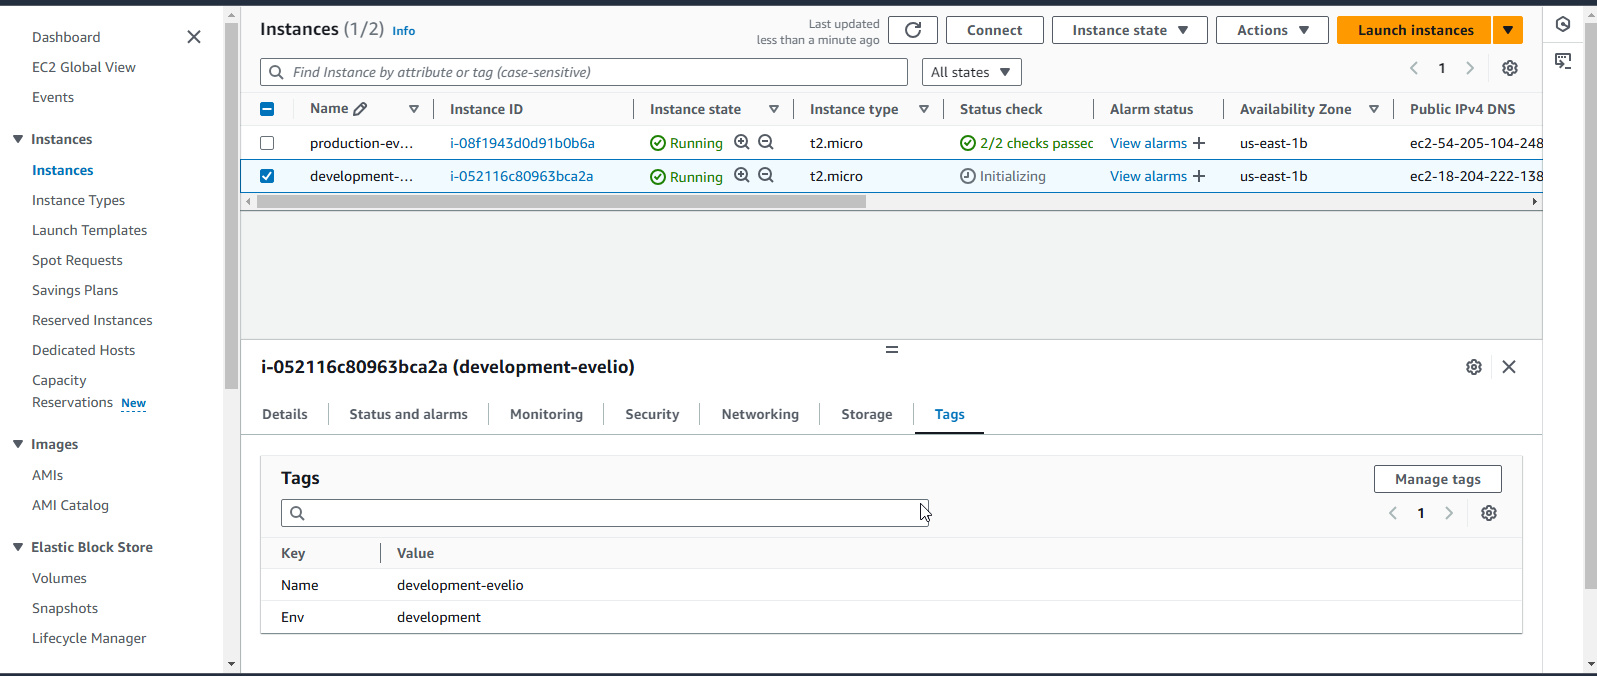 Dashboard
EC2 Global View
Events
Instances
Instances
Instance Types
Launch Templates
Spot Requests
Savings Plans
Reserved Instances
Dedicated Hosts
Capacity
Reservations New
Images
AMIs
AMI Catalog
Elastic Block Store
Volumes
Snapshots
Lifecycle Manager
Instances (1/2) Info
Last updated
less than a minute ago
Connect
Instance state
Actions
Launch instances
Find Instance by attribute or tag (case-sensitive)
All states
1
Name Instance ID Instance state Instance type Status check Alarm status Availability Zone Public IPv4 DNS
production-ev... i-08f1943d0d91b0b6a Running t2.micro 2/2 checks passec View alarms + us-east-1b ec2-54-205-104-248
development-... i-052116c80963bca2a Running t2.micro Initializing View alarms + us-east-1b ec2-18-204-222-138
i-052116c80963bca2a (development-evelio)
Details Status and alarms Monitoring Security Networking Storage Tags
Tags
Manage tags
1
Key Value
Name development-evelio
Env development